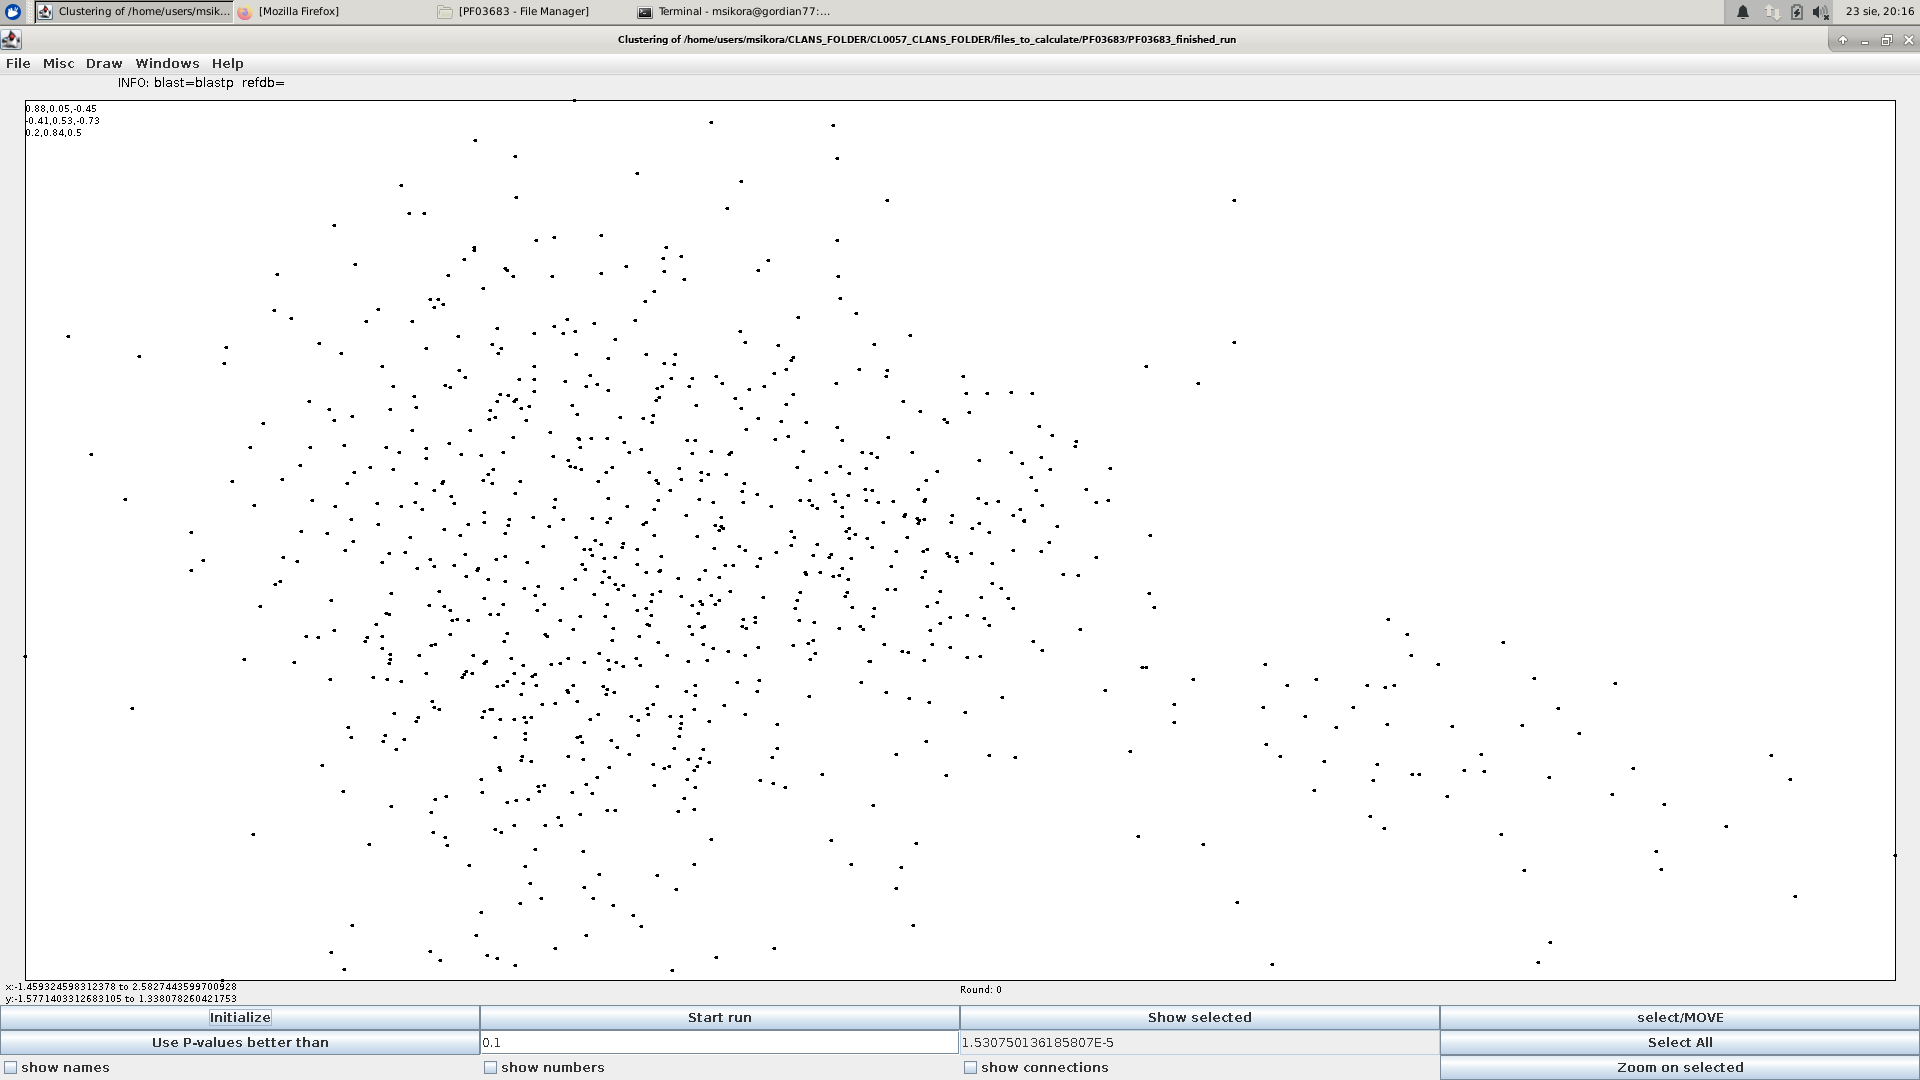 Clustering of /home/users/msik...
[Mozilla Firefox]
[PF03683 - File Manager]
Terminal - msikora@gordian77:...
23 sie, 20:16
Clustering of /home/users/msikora/CLANS_FOLDER/CL0057_CLANS_FOLDER/files_to_calculate/PF03683/PF03683_finished_run
File Misc Draw Windows Help
INFO: blast=blastp refdb=
0.88,0.05,-0.45
-0.41,0.53,-0.73
0.2,0.84,0.5
x:-1.459324598312378 to 2.5827443599700928
y:-1.5771403312683105 to 1.338078260421753
Round: 0
Initialize
Start run
Show selected
select/MOVE
Use P-values better than
0.1
1.530750136185807E-5
Select All
show names
show numbers
show connections
Zoom on selected